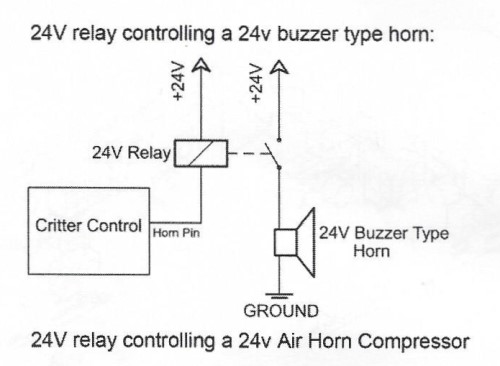 24V relay controlling a 24v buzzer type horn:
+24V
+24V
24V Relay
Critter Control
Horn Pin
24V Buzzer Type
Horn
GROUND
24V relay controlling a 24v Air Horn Compressor